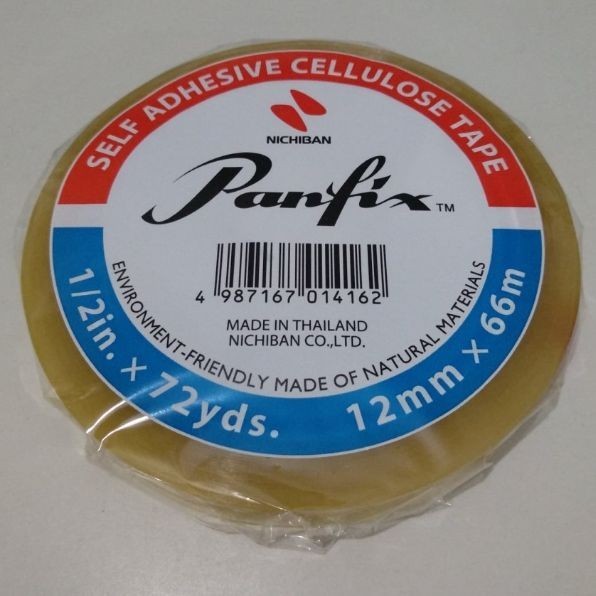 SELF ADHESIVE CELLULOSE TAPE
NICHIBAN
Panfix™
4 987167 014162
MADE IN THAILAND
NICHIBAN CO.,LTD.
ENVIRONMENT-FRIENDLY MADE OF NATURAL MATERIALS
1/2in. × 72yds. 12mm × 66m